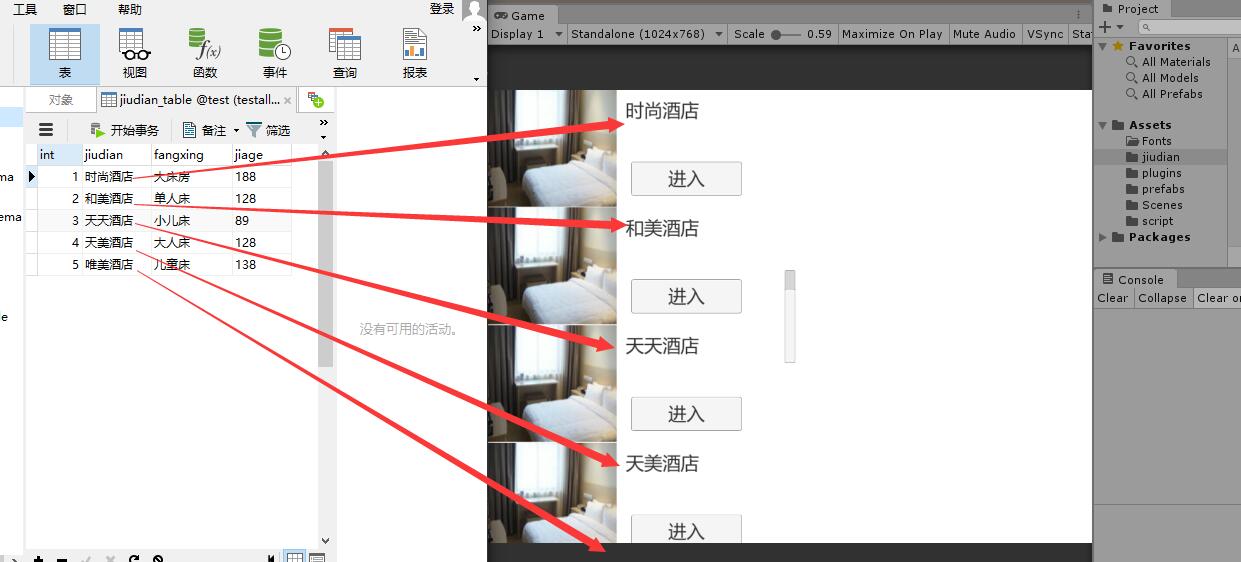 工具 窗口 帮助 登录
表 视图 函数 事件 查询 报表
对象 jiudian_table @test (testall...
开始事务 备注 筛选
int jiudian fangxing jiage
1 时尚酒店 大床房 188
2 和美酒店 单人床 128
3 天天酒店 小儿床 89
4 天美酒店 大人床 128
5 唯美酒店 儿童床 138
没有可用的活动。
Game
Display 1 Standalone (1024x768) Scale 0.59 Maximize On Play Mute Audio VSync Sta
时尚酒店
进入
和美酒店
进入
天天酒店
进入
天美酒店
进入
Project
Favorites
All Materials
All Models
All Prefabs
Assets
Fonts
jiudian
plugins
prefabs
Scenes
script
Packages
Console
Clear Collapse Clear or